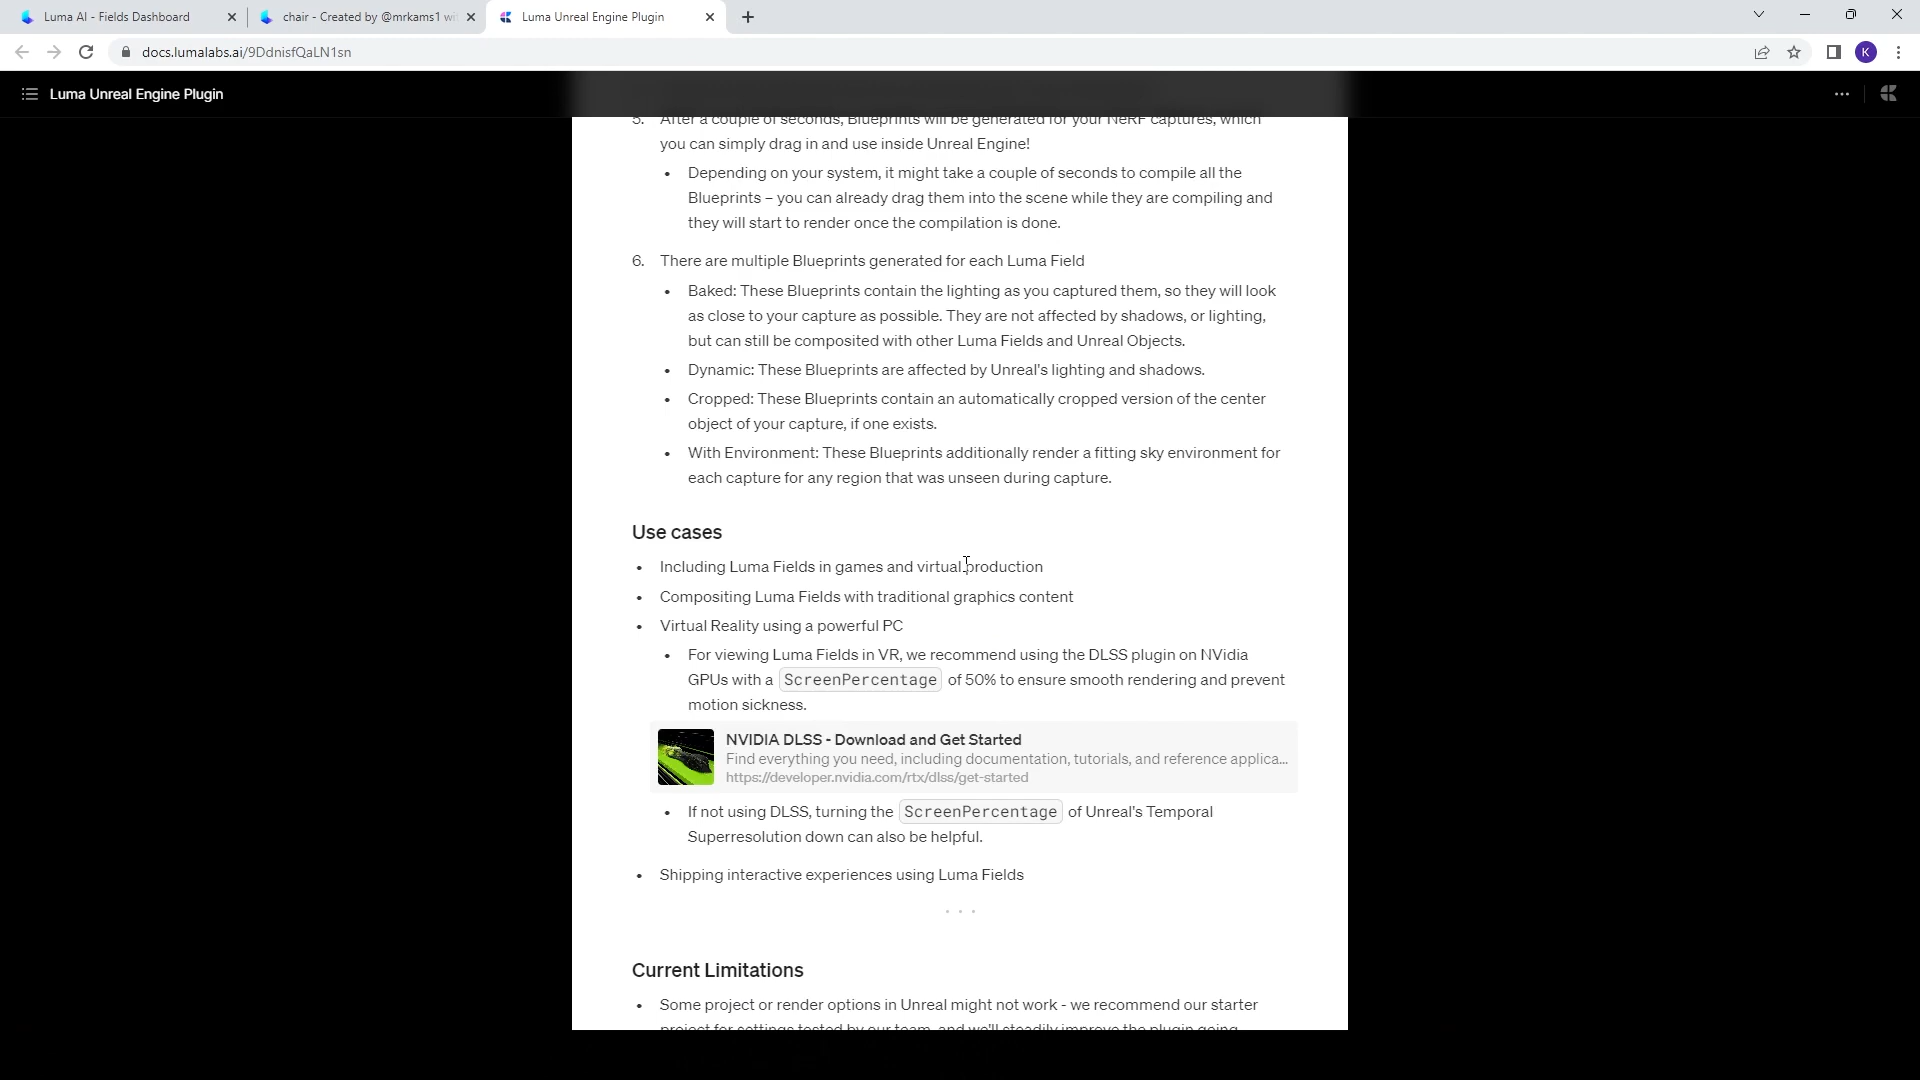 Luma AI - Fields Dashboard
chair - Created by @mrkams1 wi
Luma Unreal Engine Plugin
docs.lumalabs.ai/9DdnisfQaLN1sn
K
Luma Unreal Engine Plugin
5. After a couple of seconds, Blueprints will be generated for your NeRF captures, which
you can simply drag in and use inside Unreal Engine!
• Depending on your system, it might take a couple of seconds to compile all the
Blueprints – you can already drag them into the scene while they are compiling and
they will start to render once the compilation is done.
6. There are multiple Blueprints generated for each Luma Field
• Baked: These Blueprints contain the lighting as you captured them, so they will look
as close to your capture as possible. They are not affected by shadows, or lighting,
but can still be composited with other Luma Fields and Unreal Objects.
• Dynamic: These Blueprints are affected by Unreal's lighting and shadows.
• Cropped: These Blueprints contain an automatically cropped version of the center
object of your capture, if one exists.
• With Environment: These Blueprints additionally render a fitting sky environment for
each capture for any region that was unseen during capture.
Use cases
• Including Luma Fields in games and virtual production
• Compositing Luma Fields with traditional graphics content
• Virtual Reality using a powerful PC
• For viewing Luma Fields in VR, we recommend using the DLSS plugin on NVidia
GPUs with a ScreenPercentage of 50% to ensure smooth rendering and prevent
motion sickness.
NVIDIA DLSS - Download and Get Started
Find everything you need, including documentation, tutorials, and reference applica...
https://developer.nvidia.com/rtx/dlss/get-started
• If not using DLSS, turning the ScreenPercentage of Unreal's Temporal
Superresolution down can also be helpful.
• Shipping interactive experiences using Luma Fields
• • •
Current Limitations
• Some project or render options in Unreal might not work - we recommend our starter
project for settings tested by our team, and we'll steadily improve the plugin going